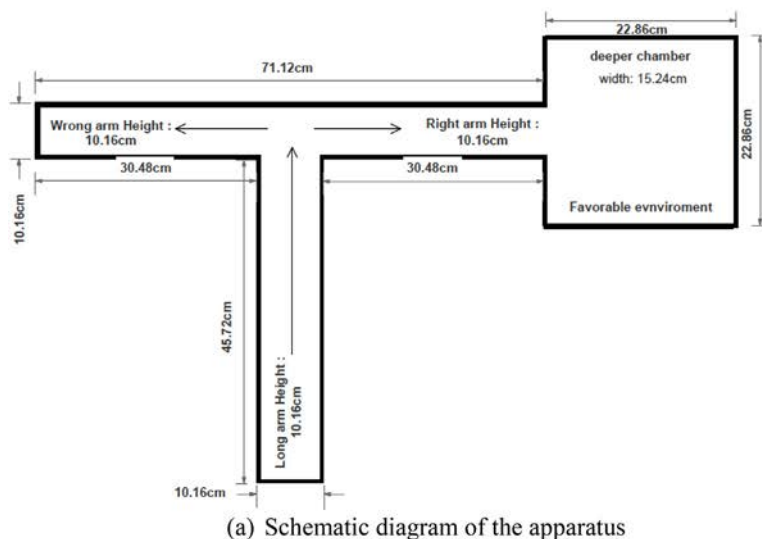 22.86cm
deeper chamber
width: 15.24cm
71.12cm
Wrong arm Height :
10.16cm
Right arm Height :
10.16cm
22.86cm
30.48cm
30.48cm
10.16cm
Favorable evnviroment
45.72cm
Long arm Height :
10.16cm
10.16cm
(a) Schematic diagram of the apparatus